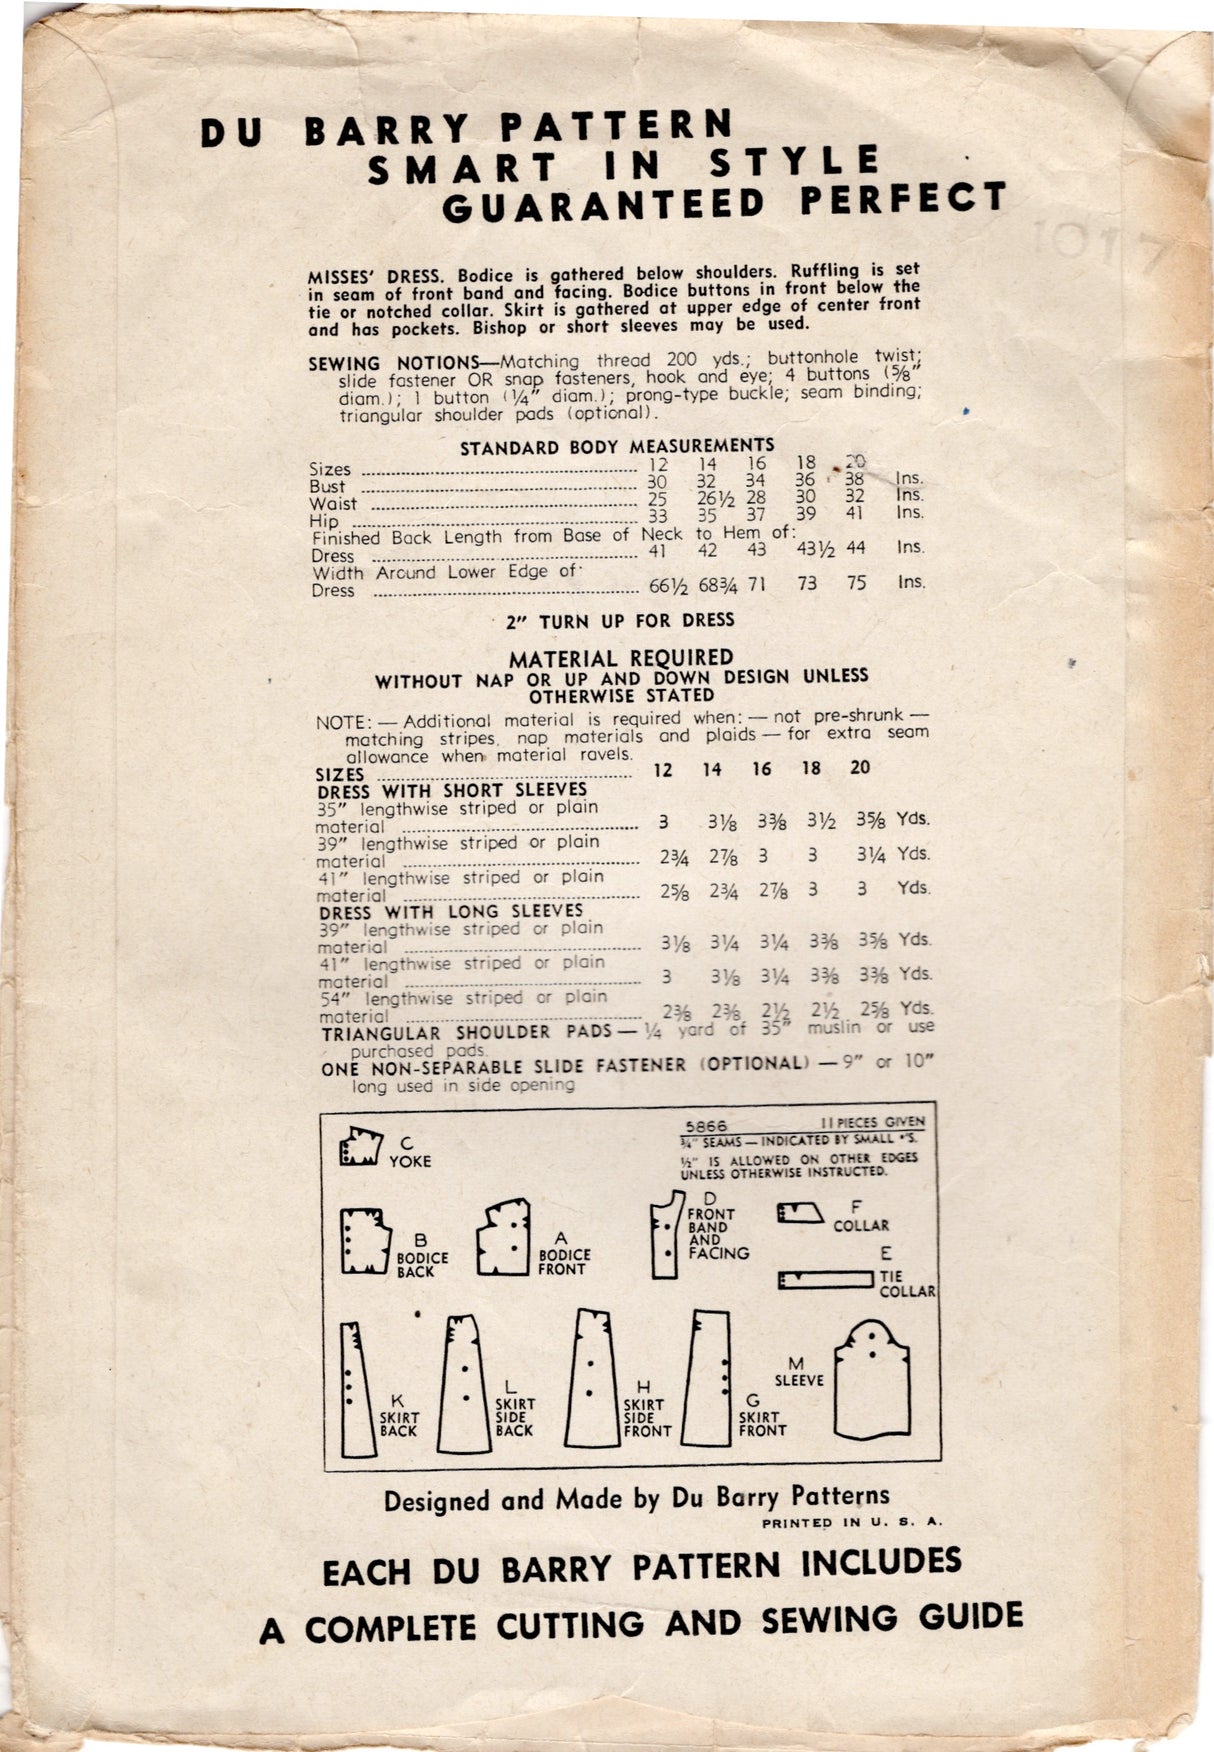 DU BARRY PATTERN
SMART IN STYLE
GUARANTEED PERFECT
1017
MISSES' DRESS. Bodice is gathered below shoulders. Ruffling is set
in seam of front band and facing. Bodice buttons in front below the
tie or notched collar. Skirt is gathered at upper edge of center front
and has pockets. Bishop or short sleeves may be used.
SEWING NOTIONS—Matching thread 200 yds.; buttonhole twist;
slide fastener OR snap fasteners, hook and eye; 4 buttons (⅝"
diam.); 1 button (¼" diam.); prong-type buckle; seam binding;
triangular shoulder pads (optional).
STANDARD BODY MEASUREMENTS
Sizes 12 14 16 18 20
Bust 30 32 34 36 38 Ins.
Waist 25 26½ 28 30 32 Ins.
Hip 33 35 37 39 41 Ins.
Finished Back Length from Base of Neck to Hem of:
Dress 41 42 43 43½ 44 Ins.
Width Around Lower Edge of
Dress 66½ 68¾ 71 73 75 Ins.
2" TURN UP FOR DRESS
MATERIAL REQUIRED
WITHOUT NAP OR UP AND DOWN DESIGN UNLESS
OTHERWISE STATED
NOTE: — Additional material is required when: — not pre-shrunk —
matching stripes, nap materials and plaids — for extra seam
allowance when material ravels.
SIZES 12 14 16 18 20
DRESS WITH SHORT SLEEVES
35" lengthwise striped or plain
material 3 3⅛ 3⅜ 3½ 3⅝ Yds.
39" lengthwise striped or plain
material 2¾ 2⅞ 3 3 3¼ Yds.
41" lengthwise striped or plain
material 2⅝ 2¾ 2⅞ 3 3 Yds.
DRESS WITH LONG SLEEVES
39" lengthwise striped or plain
material 3⅛ 3¼ 3¼ 3⅜ 3⅝ Yds.
41" lengthwise striped or plain
material 3 3⅛ 3¼ 3⅜ 3⅜ Yds.
54" lengthwise striped or plain
material 2⅜ 2⅜ 2½ 2½ 2⅝ Yds.
TRIANGULAR SHOULDER PADS — ¼ yard of 35" muslin or use
purchased pads.
ONE NON-SEPARABLE SLIDE FASTENER (OPTIONAL) — 9" or 10"
long used in side opening
5866 11 PIECES GIVEN
¾" SEAMS — INDICATED BY SMALL •'S.
½" IS ALLOWED ON OTHER EDGES
UNLESS OTHERWISE INSTRUCTED.
C
YOKE
B
BODICE
BACK
A
BODICE
FRONT
D
FRONT
BAND
AND
FACING
F
COLLAR
E
TIE
COLLAR
K
SKIRT
BACK
L
SKIRT
SIDE
BACK
H
SKIRT
SIDE
FRONT
G
SKIRT
FRONT
M
SLEEVE
Designed and Made by Du Barry Patterns
PRINTED IN U. S. A.
EACH DU BARRY PATTERN INCLUDES
A COMPLETE CUTTING AND SEWING GUIDE